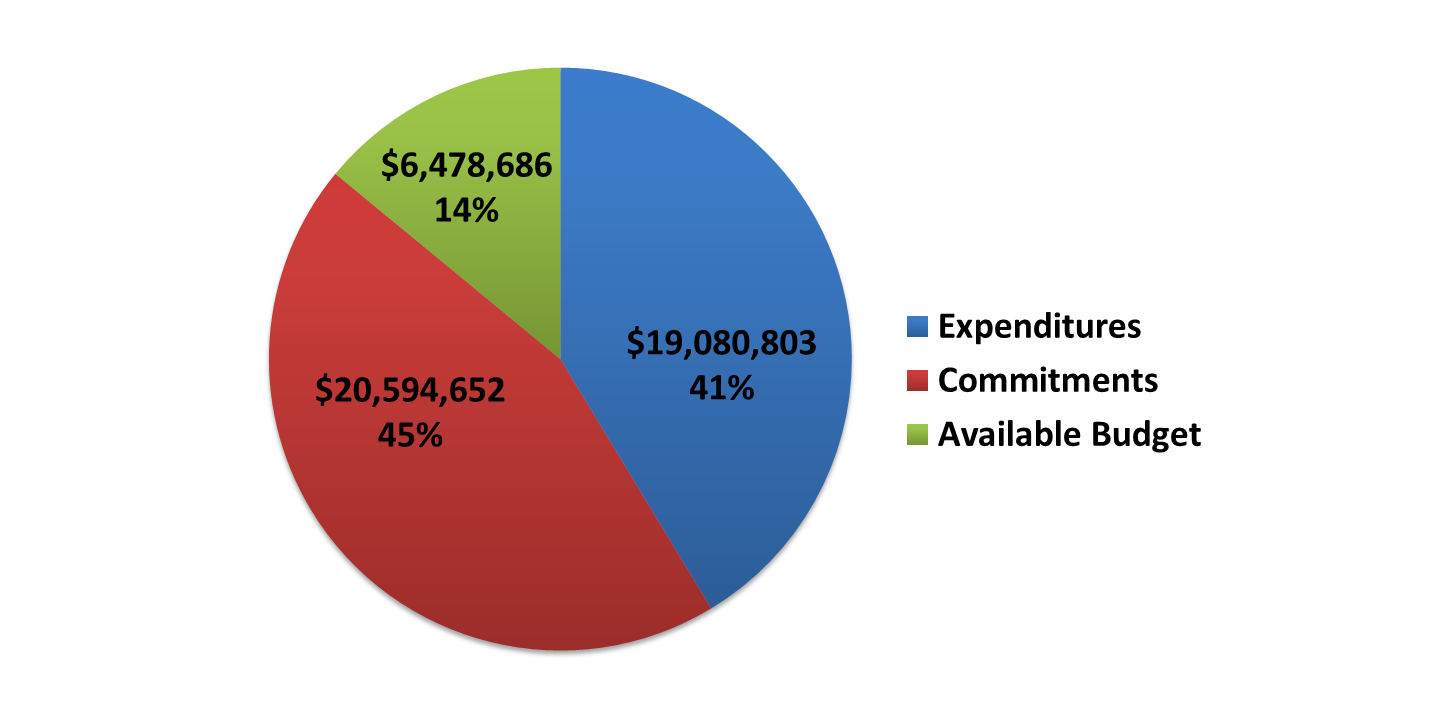 $6,478,686
14%
$19,080,803
41%
$20,594,652
45%
Expenditures
Commitments
Available Budget